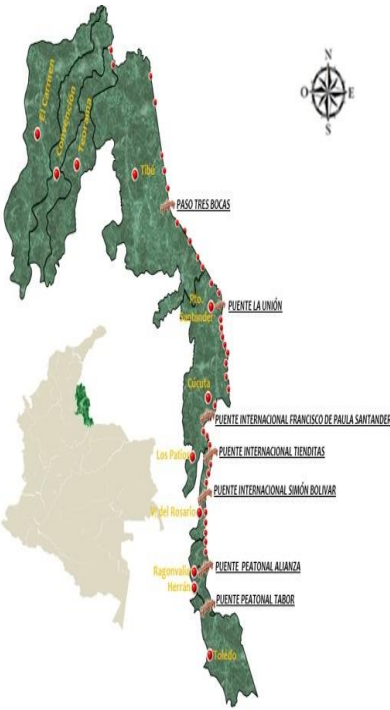 N
O E
S
El Carmen
Convención
Teorama
Tibú
PASO TRES BOCAS
Pto.
Santander
PUENTE LA UNIÓN
Cúcuta
PUENTE INTERNACIONAL FRANCISCO DE PAULA SANTANDER
Los Patios
PUENTE INTERNACIONAL TIENDITAS
PUENTE INTERNACIONAL SIMÓN BOLIVAR
V. del Rosario
PUENTE PEATONAL ALIANZA
Ragonvalia
Herrán
PUENTE PEATONAL TABOR
Toledo